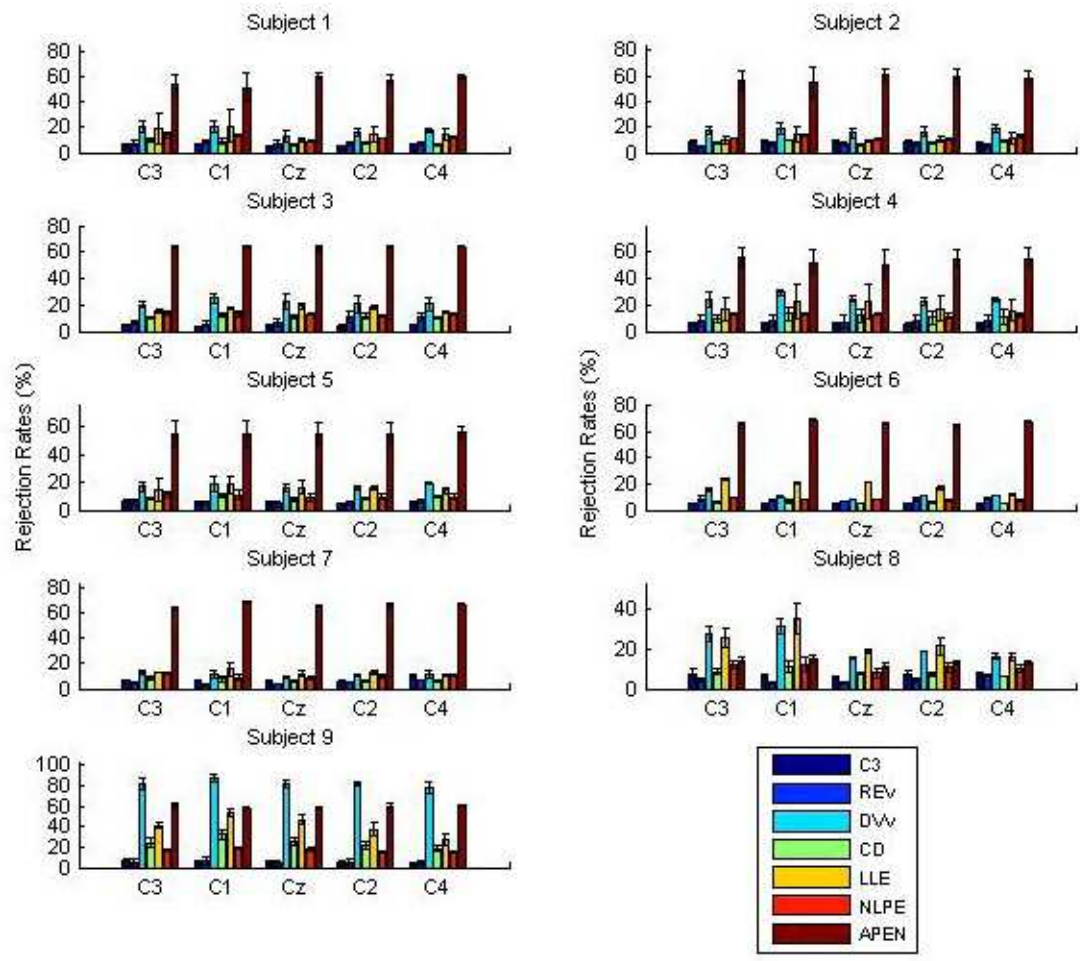 Subject 1
80
60
40
20
0
C3 C1 Cz C2 C4
Subject 2
80
60
40
20
0
C3 C1 Cz C2 C4
Subject 3
80
60
40
20
0
C3 C1 Cz C2 C4
Subject 4
60
40
20
0
C3 C1 Cz C2 C4
Rejection Rates (%)
Subject 5
60
40
20
0
C3 C1 Cz C2 C4
Rejection Rates (%)
Subject 6
80
60
40
20
0
C3 C1 Cz C2 C4
Subject 7
80
60
40
20
0
C3 C1 Cz C2 C4
Subject 8
40
20
0
C3 C1 Cz C2 C4
Subject 9
100
80
60
40
20
0
C3 C1 Cz C2 C4
C3
REv
DVv
CD
LLE
NLPE
APEN